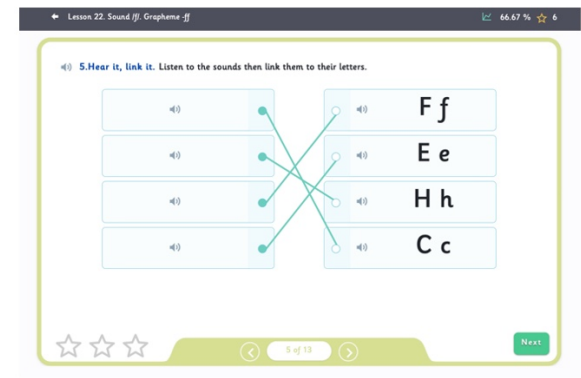 Lesson 22. Sound /f/. Grapheme -ff
66.67 % 6
5.Hear it, link it. Listen to the sounds then link them to their letters.
F f
E e
H h
C c
5 of 13
Next